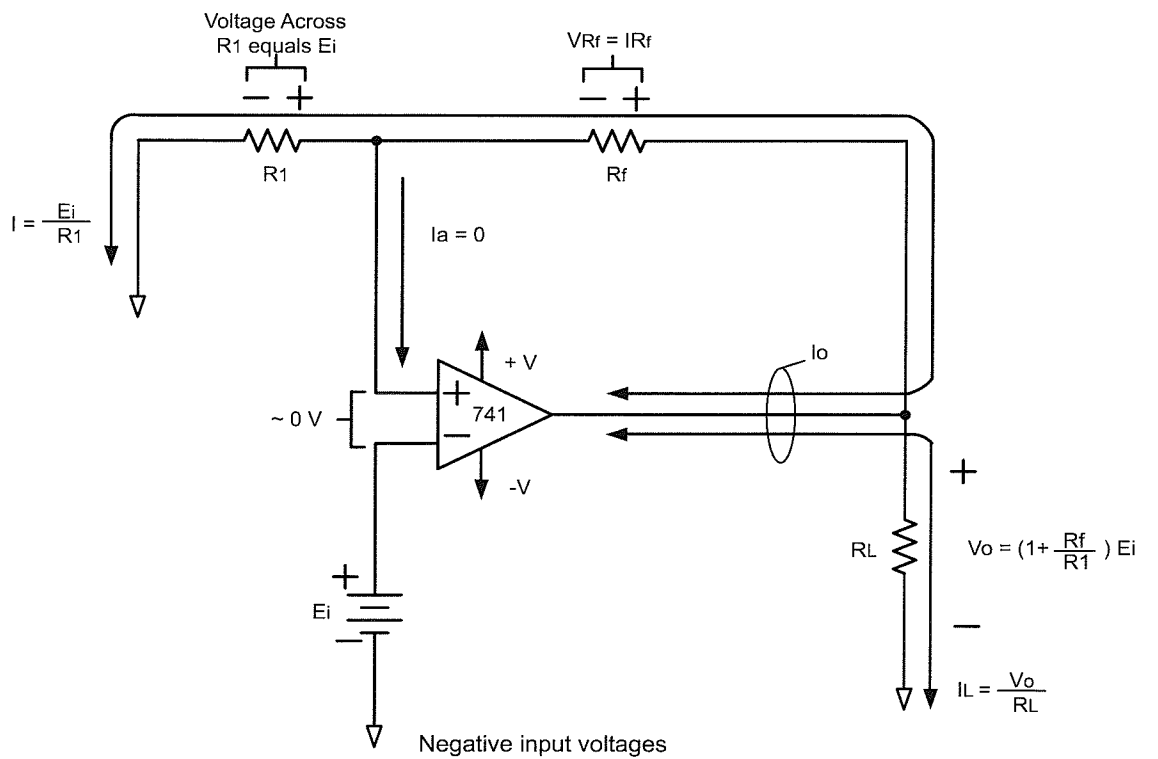 Voltage Across
R1 equals Ei
VRf = IRf
− +
− +
R1
Rf
I = Ei
R1
Ia = 0
Io
+ V
+
741
−
~ 0 V
-V
+
+
RL
Vo = (1+ Rf
R1 ) Ei
Ei
−
−
IL = Vo
RL
Negative input voltages